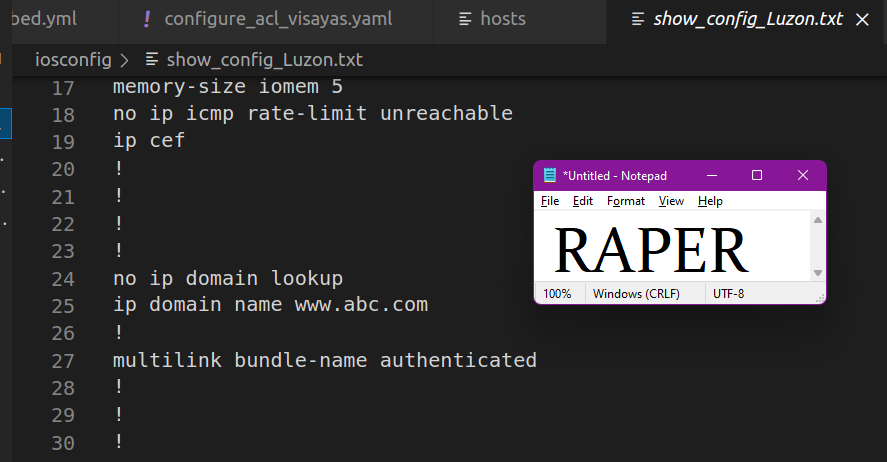 bed.yml
! configure_acl_visayas.yaml
hosts
show_config_Luzon.txt
iosconfig > show_config_Luzon.txt
17 memory-size iomem 5
18 no ip icmp rate-limit unreachable
19 ip cef
20 !
21 !
22 !
23 !
24 no ip domain lookup
25 ip domain name www.abc.com
26 !
27 multilink bundle-name authenticated
28 !
29 !
30 !
*Untitled - Notepad
File Edit Format View Help
RAPER
100% Windows (CRLF) UTF-8